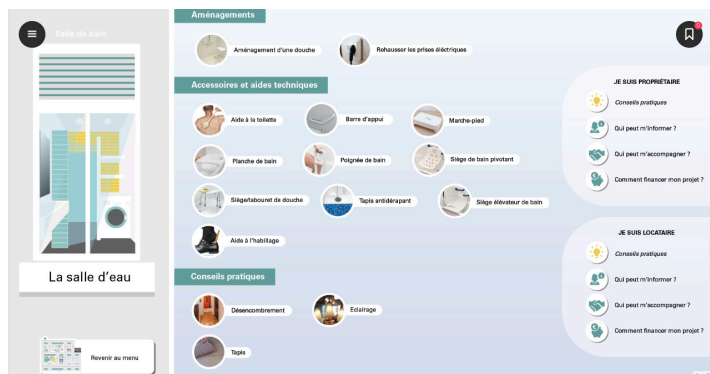 Salle de bain
La salle d'eau
Revenir au menu
Aménagements
Aménagement d'une douche
Rehausser les prises éléctriques
Accessoires et aides techniques
Aide à la toilette
Barre d'appui
Marche-pied
Planche de bain
Poignée de bain
Siège de bain pivotant
Siège/tabouret de douche
Tapis antidérapant
Siège élévateur de bain
Aide à l'habillage
Conseils pratiques
Désencombrement
Eclairage
Tapis
JE SUIS PROPRIÉTAIRE
Conseils pratiques
Qui peut m'informer ?
Qui peut m'accompagner ?
Comment financer mon projet ?
JE SUIS LOCATAIRE
Conseils pratiques
Qui peut m'informer ?
Qui peut m'accompagner ?
Comment financer mon projet ?